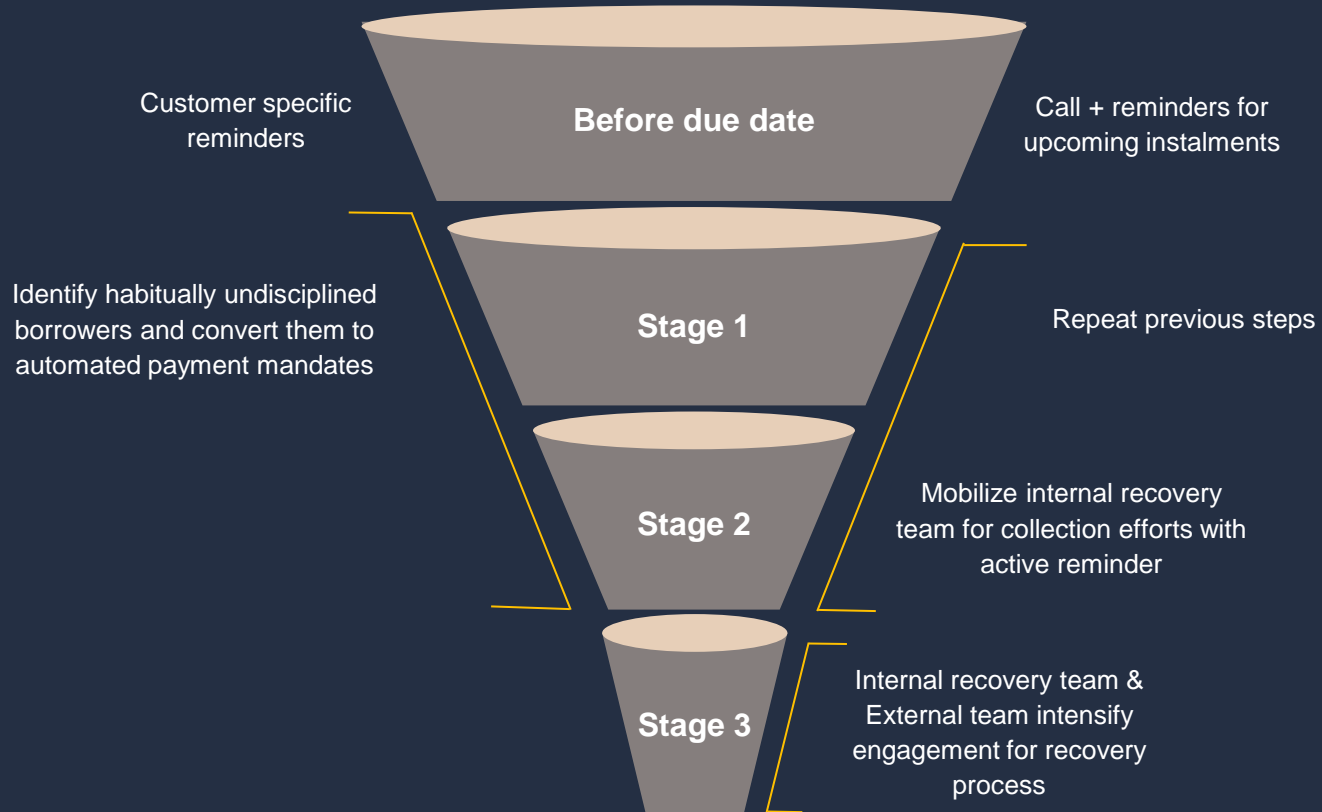 Customer specific
reminders
Before due date
Call + reminders for
upcoming instalments
Identify habitually undisciplined
borrowers and convert them to
automated payment mandates
Stage 1
Repeat previous steps
Stage 2
Mobilize internal recovery
team for collection efforts with
active reminder
Stage 3
Internal recovery team &
External team intensify
engagement for recovery
process